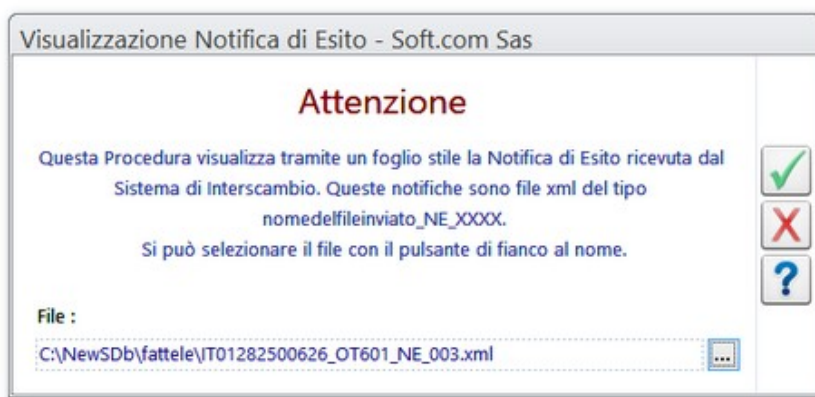 Visualizzazione Notifica di Esito - Soft.com Sas
Attenzione
Questa Procedura visualizza tramite un foglio stile la Notifica di Esito ricevuta dal
Sistema di Interscambio. Queste notifiche sono file xml del tipo
nomedelfileinviato_NE_XXXX.
Si può selezionare il file con il pulsante di fianco al nome.
File :
C:\NewSDb\fattele\IT01282500626_OT601_NE_003.xml
...
?